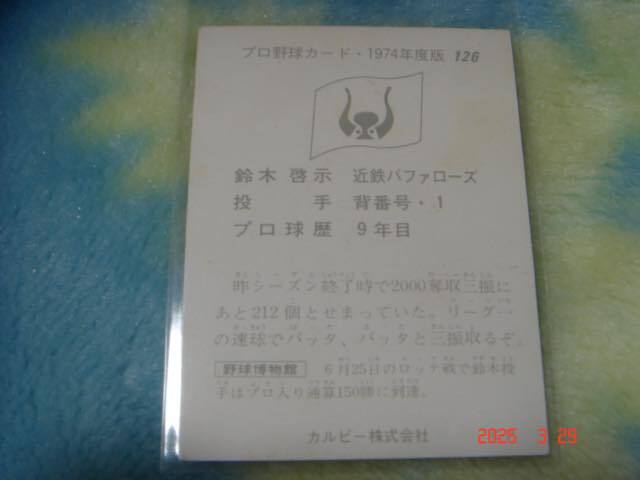 プロ野球カード・1974年度版 126
鈴木 啓示 近鉄バファローズ
投 手 背番号・1
プロ球歴 9年目
昨シーズン終了時で2000奪取三振に
あと212個とせまっていた。リーグ一
の速球でバッタ、バッタと三振取るぞ。
野球博物館 6月25日のロッテ戦で鈴木投
手はプロ入り通算150勝に到達。
カルビー株式会社
2025 3 29